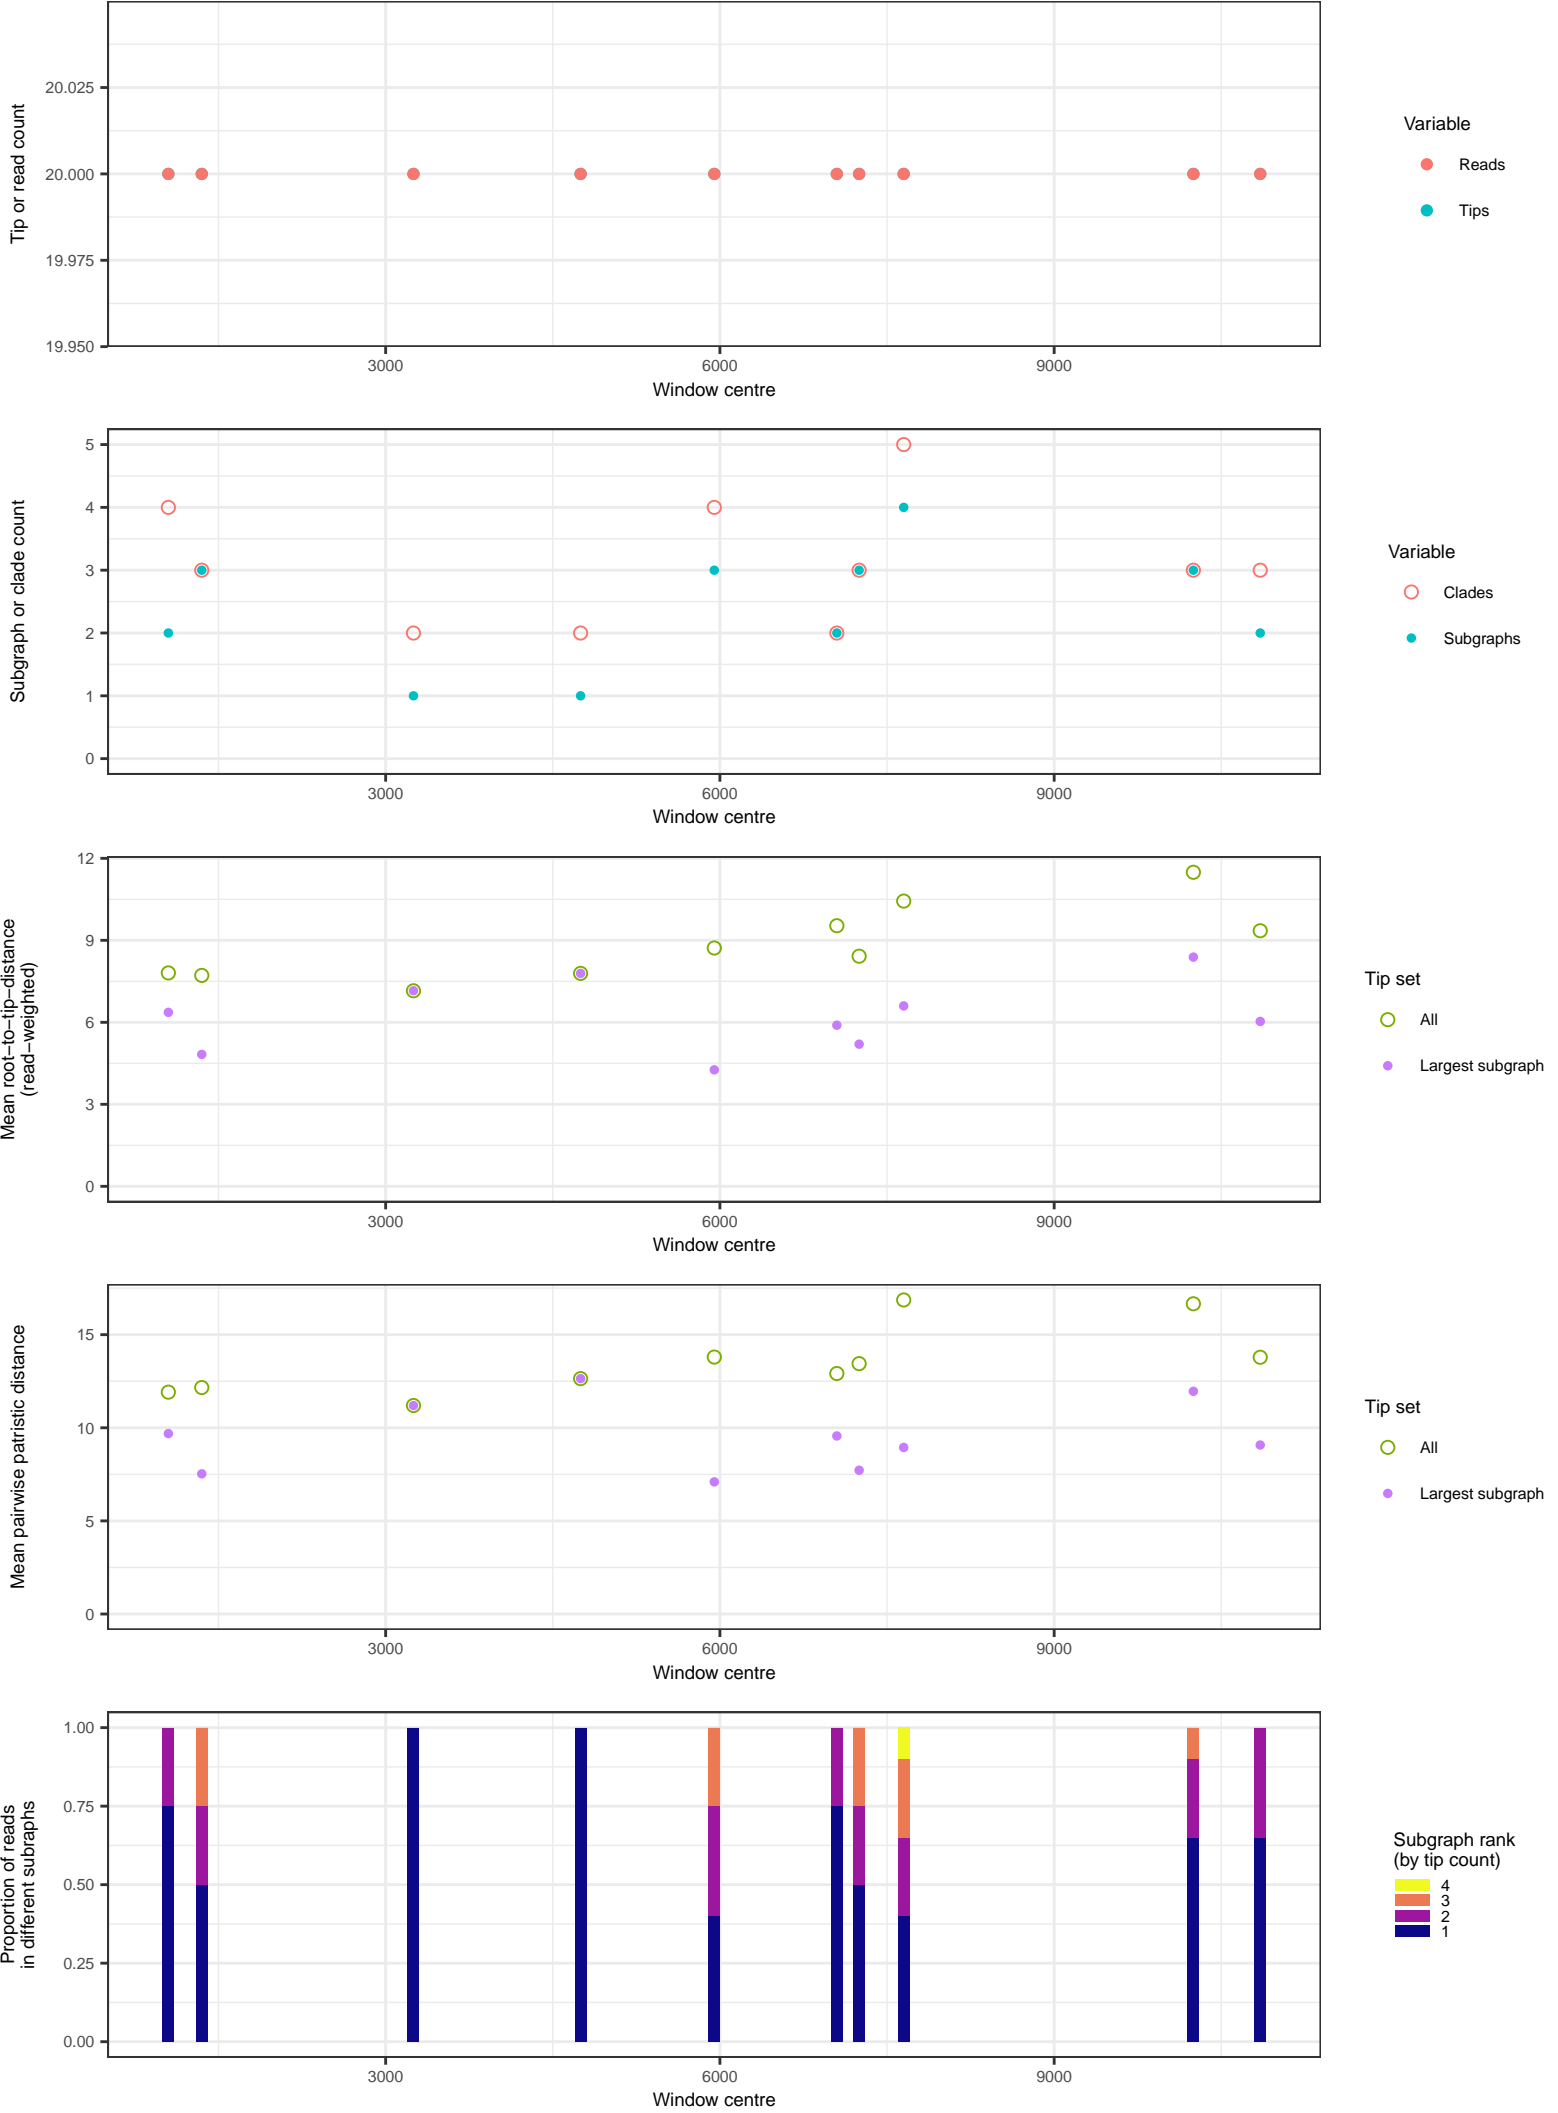 20.025
20.000
19.975
19.950
Tip or read count
3000 6000 9000
Window centre
Variable
Reads
Tips
5
4
3
2
1
0
Subgraph or clade count
3000 6000 9000
Window centre
Variable
Clades
Subgraphs
12
9
6
3
0
Mean root−to−tip−distance
(read−weighted)
3000 6000 9000
Window centre
Tip set
All
Largest subgraph
15
10
5
0
Mean pairwise patristic distance
3000 6000 9000
Window centre
Tip set
All
Largest subgraph
1.00
0.75
0.50
0.25
0.00
Proportion of reads
in different subraphs
3000 6000 9000
Window centre
Subgraph rank
(by tip count)
4
3
2
1